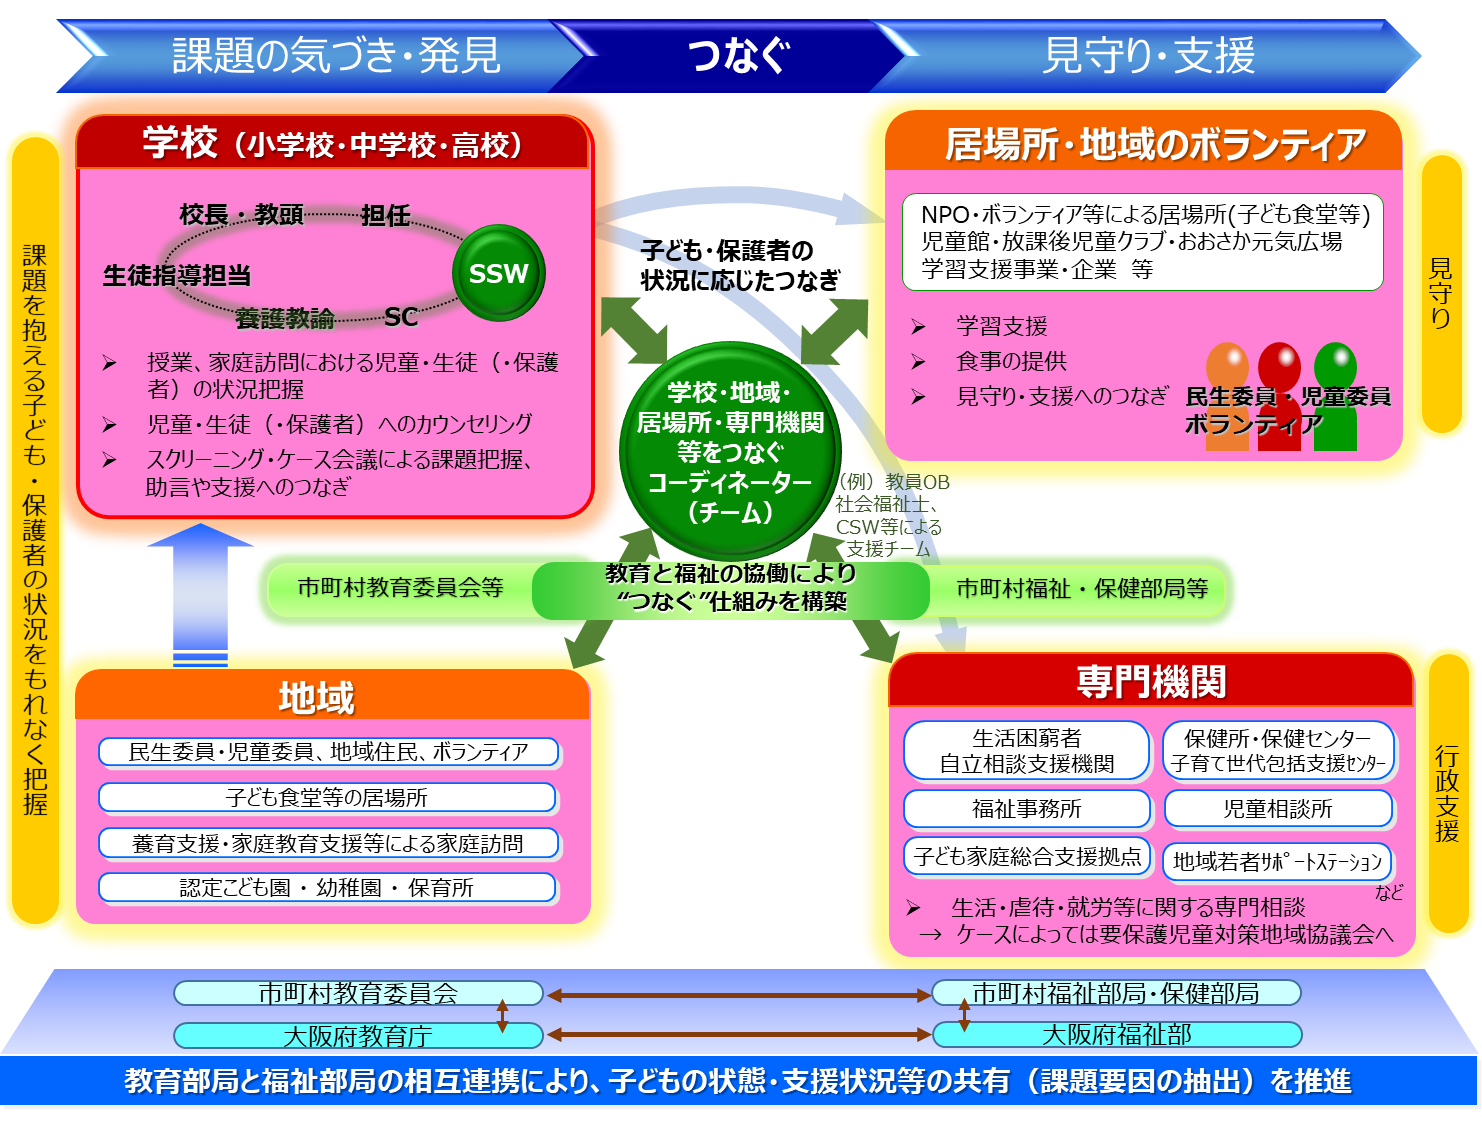 課題の気づき・発見
つなぐ
見守り・支援
課題を抱える子ども・保護者の状況をもれなく把握
学校（小学校・中学校・高校）
校長・教頭
担任
生徒指導担当
SSW
養護教諭
SC
➢ 授業、家庭訪問における児童・生徒（・保護
者）の状況把握
➢ 児童・生徒（・保護者）へのカウンセリング
➢ スクリーニング・ケース会議による課題把握、
助言や支援へのつなぎ
子ども・保護者の
状況に応じたつなぎ
学校・地域・
居場所・専門機関
等をつなぐ
コーディネーター
（チーム）
（例）教員OB
社会福祉士、
CSW等による
支援チーム
居場所・地域のボランティア
NPO・ボランティア等による居場所(子ども食堂等)
児童館・放課後児童クラブ・おおさか元気広場
学習支援事業・企業 等
➢ 学習支援
➢ 食事の提供
➢ 見守り・支援へのつなぎ
民生委員・児童委員
ボランティア
見守り
市町村教育委員会等
教育と福祉の協働により
“つなぐ”仕組みを構築
市町村福祉・保健部局等
地域
民生委員・児童委員、地域住民、ボランティア
子ども食堂等の居場所
養育支援・家庭教育支援等による家庭訪問
認定こども園・幼稚園・保育所
専門機関
生活困窮者
自立相談支援機関
保健所・保健センター
子育て世代包括支援ｾﾝﾀｰ
福祉事務所
児童相談所
子ども家庭総合支援拠点
地域若者ｻﾎﾟｰﾄｽﾃｰｼｮﾝ
など
➢ 生活・虐待・就労等に関する専門相談
→ ケースによっては要保護児童対策地域協議会へ
行政支援
市町村教育委員会
市町村福祉部局・保健部局
大阪府教育庁
大阪府福祉部
教育部局と福祉部局の相互連携により、子どもの状態・支援状況等の共有（課題要因の抽出）を推進